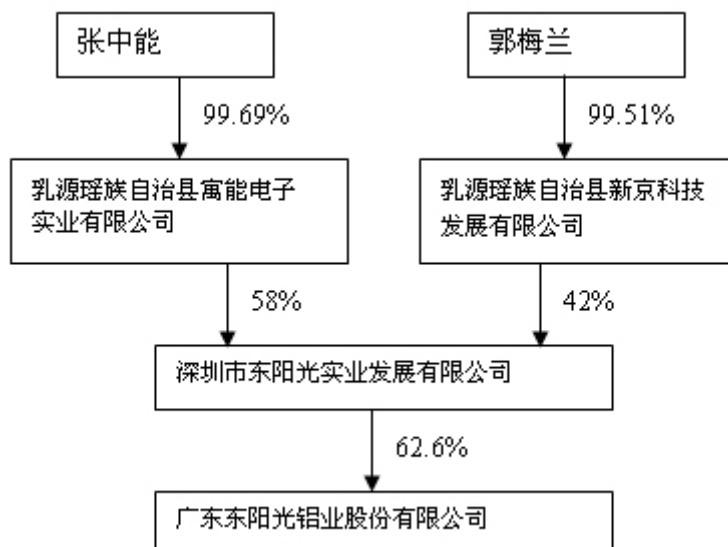 张中能
郭梅兰
99.69%
99.51%
乳源瑶族自治县寓能电子
实业有限公司
乳源瑶族自治县新京科技
发展有限公司
58%
42%
深圳市东阳光实业发展有限公司
62.6%
广东东阳光铝业股份有限公司